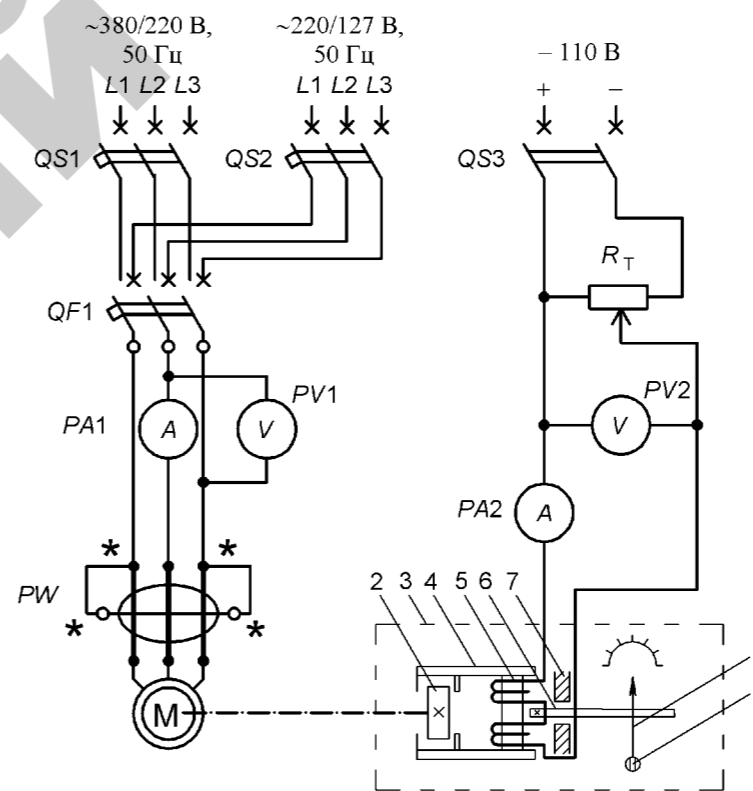 ~380/220 В,
50 Гц
L1 L2 L3
~220/127 В,
50 Гц
L1 L2 L3
– 110 В
+ –
QS1
QS2
QS3
R T
QF1
PV1
PA1
A
V
PV2
V
PA2
A
* *
PW
* *
2 3 4 5 6 7
M